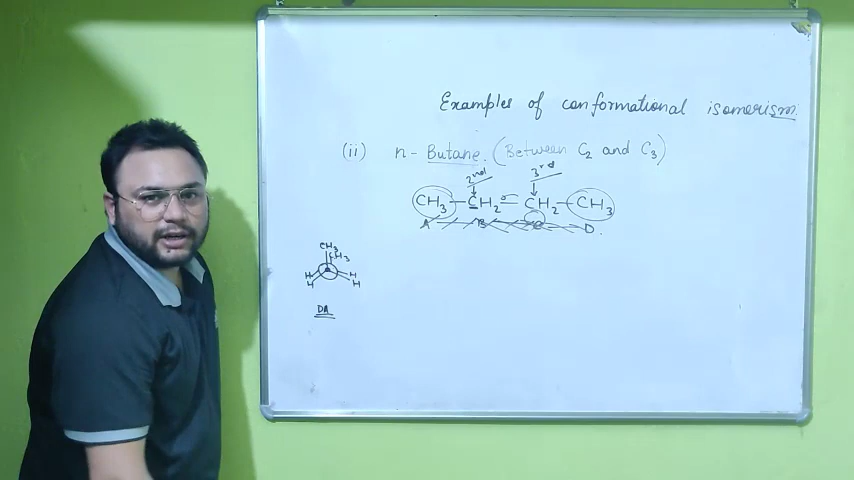 Examples of conformational isomerism.
(ii) n- Butane. (Between C2 and C3)
2nd 3rd
CH3 — CH2 σ— CH2 — CH3
A B C D.
CH3
CH3
H H
H H
DA